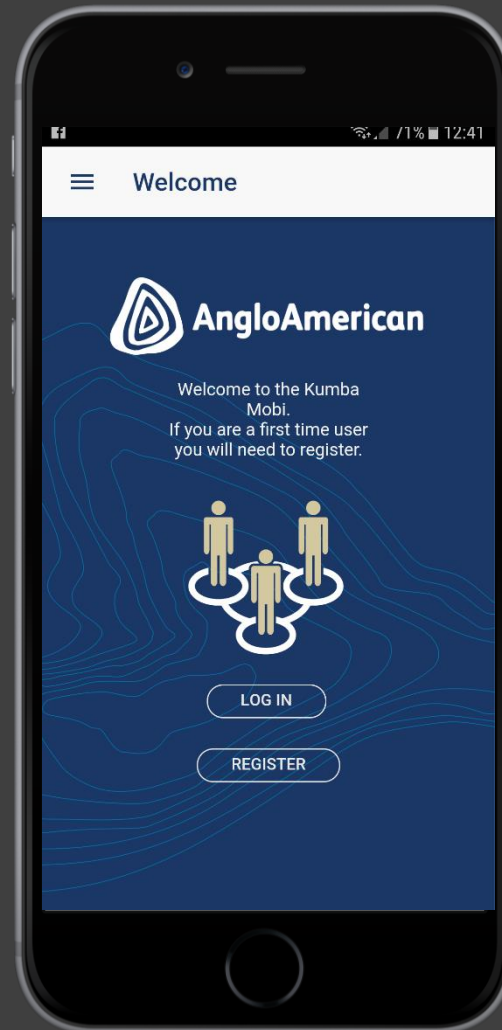 71% 12:41
Welcome
AngloAmerican
Welcome to the Kumba
Mobi.
If you are a first time user
you will need to register.
LOG IN
REGISTER